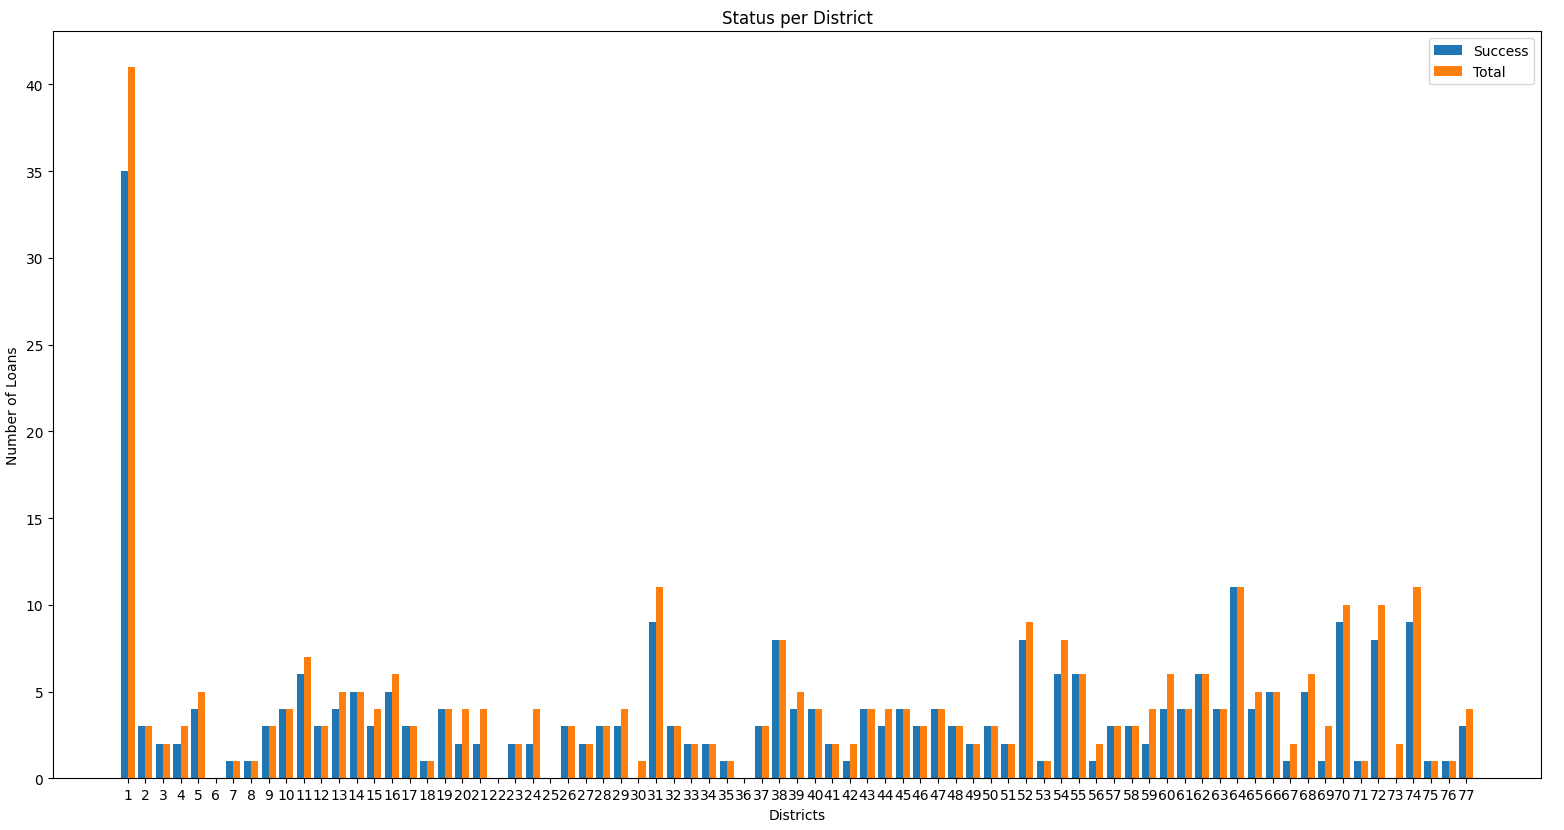 Status per District
Success
Total
Number of Loans
40
35
30
25
20
15
10
5
0
1 2 3 4 5 6 7 8 9 10 11 12 13 14 15 16 17 18 19 20 21 22 23 24 25 26 27 28 29 30 31 32 33 34 35 36 37 38 39 40 41 42 43 44 45 46 47 48 49 50 51 52 53 54 55 56 57 58 59 60 61 62 63 64 65 66 67 68 69 70 71 72 73 74 75 76 77
Districts